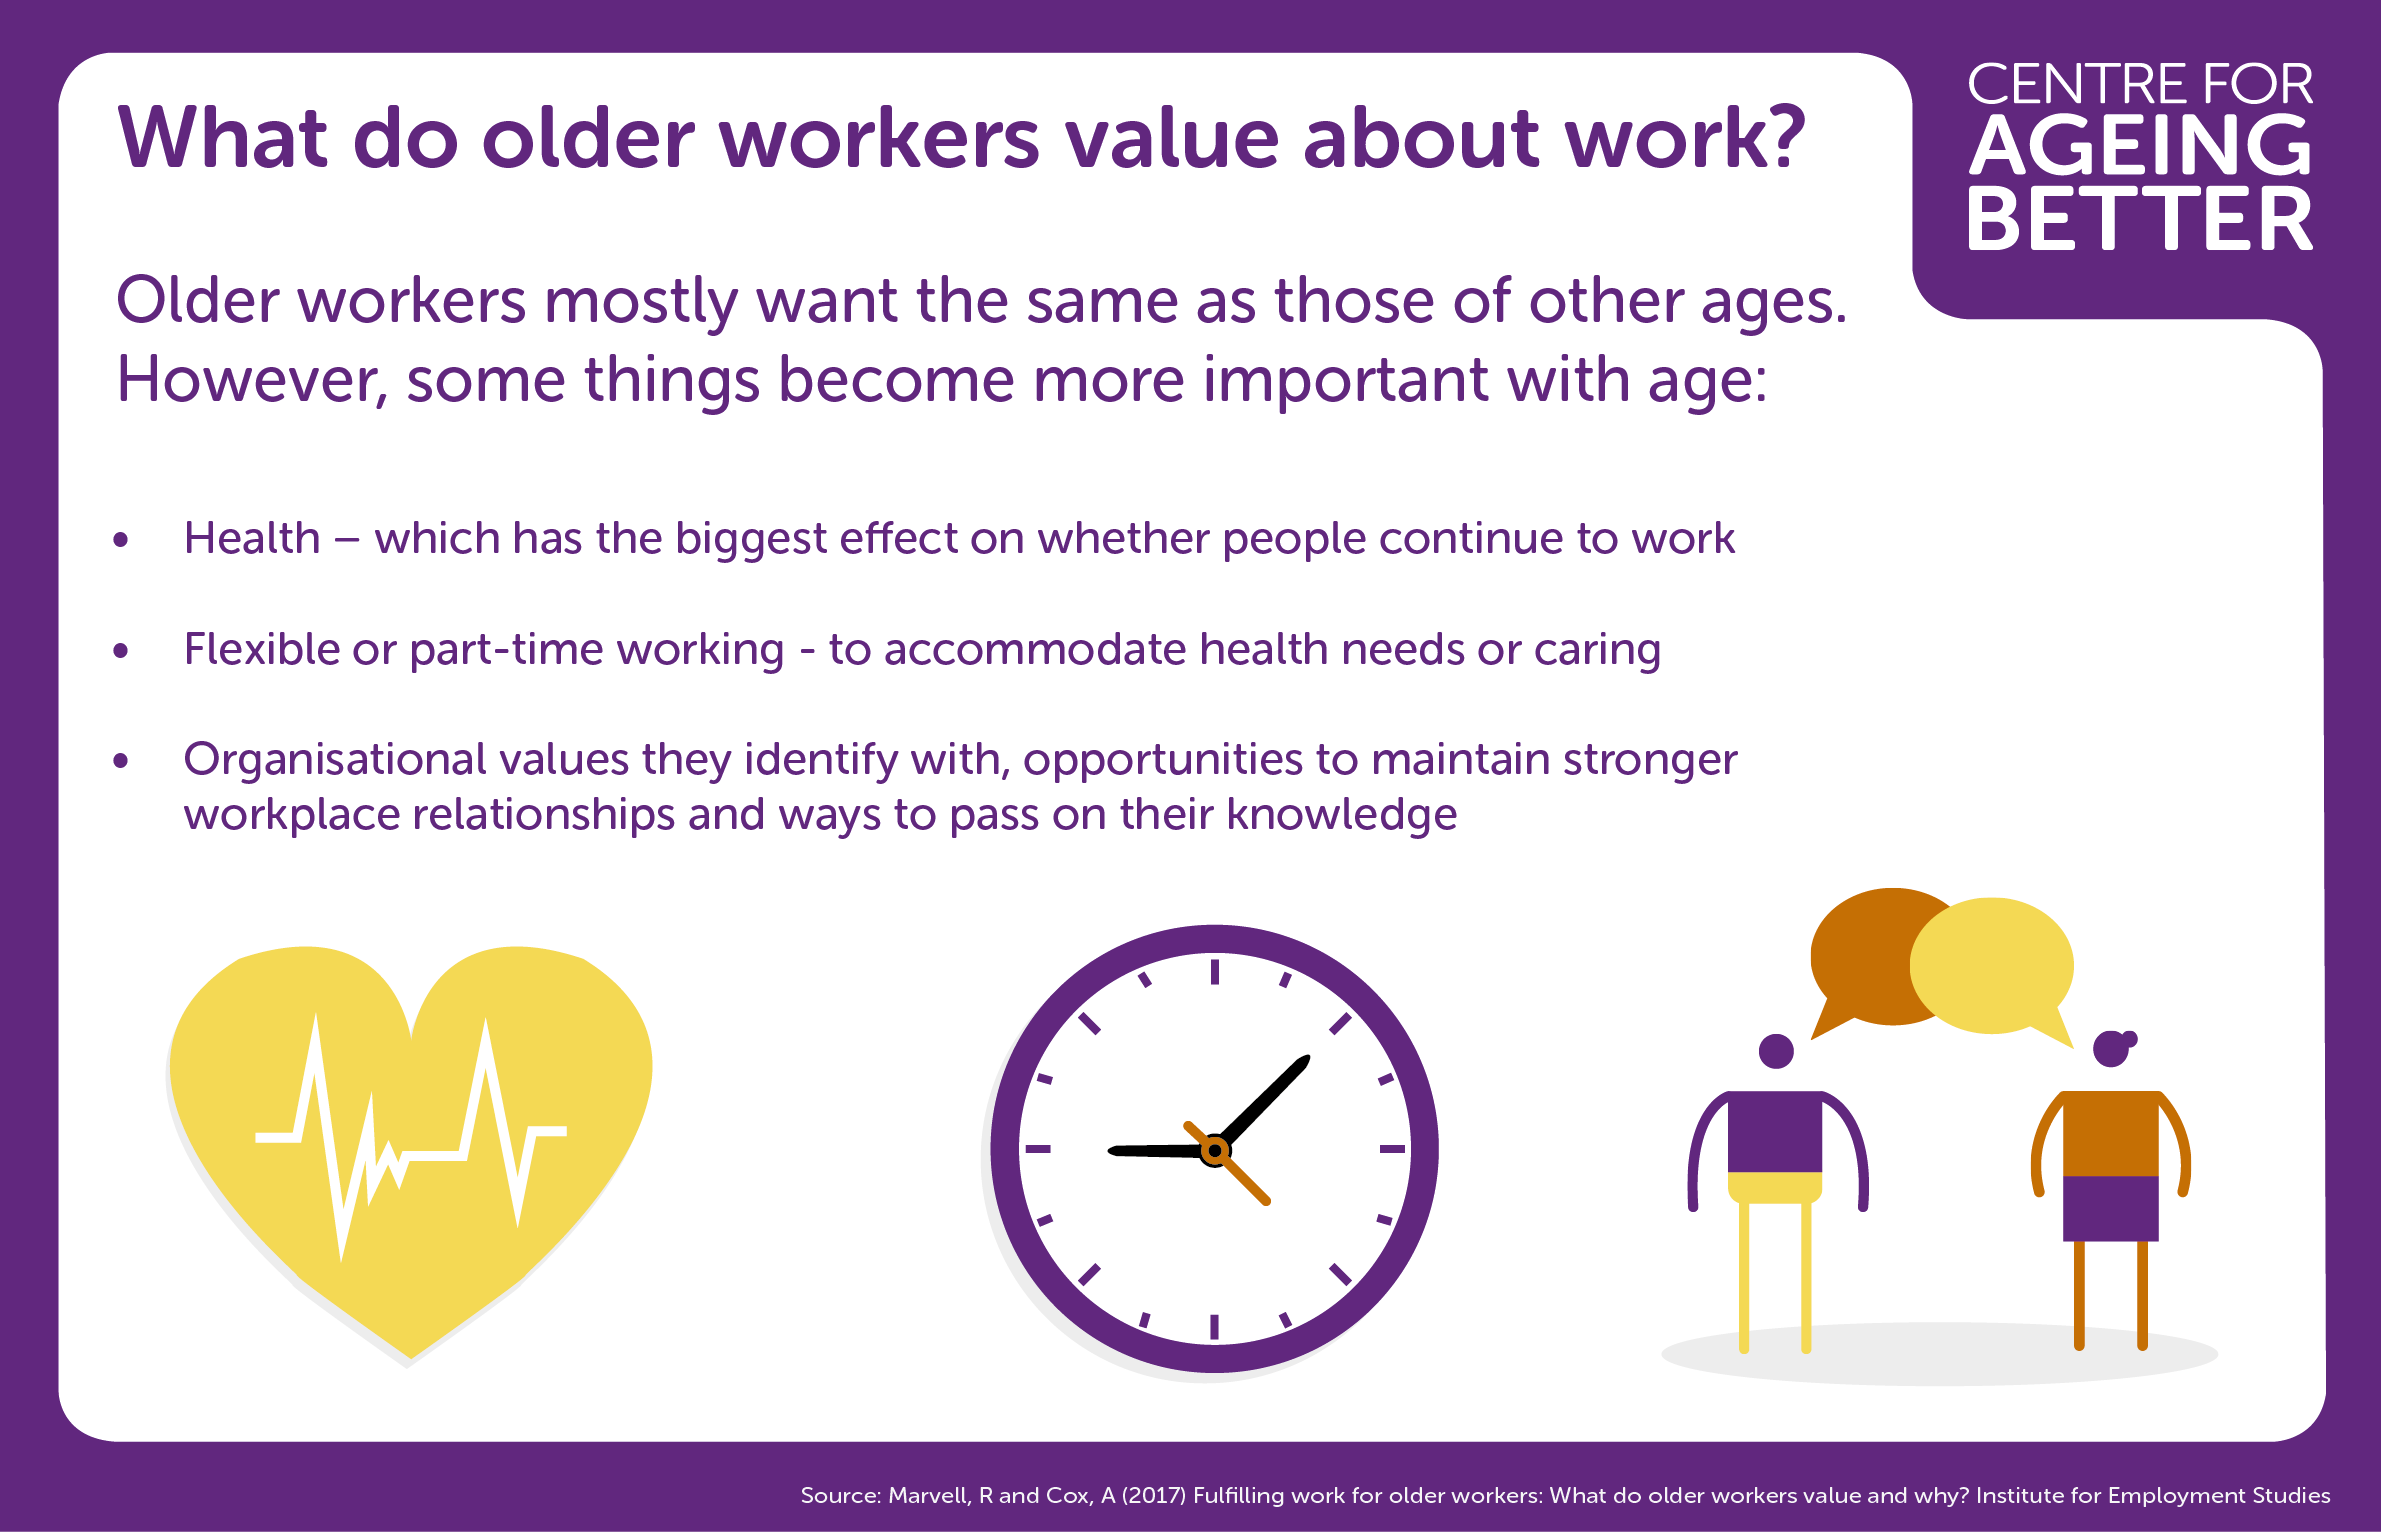 What do older workers value about work?
CENTRE FOR
AGEING
BETTER
Older workers mostly want the same as those of other ages.
However, some things become more important with age:
• Health – which has the biggest effect on whether people continue to work
• Flexible or part-time working - to accommodate health needs or caring
• Organisational values they identify with, opportunities to maintain stronger
workplace relationships and ways to pass on their knowledge
Source: Marvell, R and Cox, A (2017) Fulfilling work for older workers: What do older workers value and why? Institute for Employment Studies